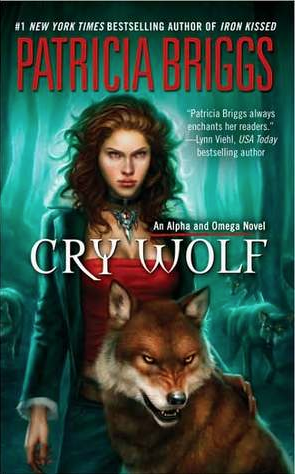 #1 NEW YORK TIMES BESTSELLING AUTHOR OF IRON KISSED
PATRICIA BRIGGS
"Patricia Briggs always
enchants her readers."
—Lynn Viehl, USA Today
bestselling author
An Alpha and Omega Novel
CRY WOLF